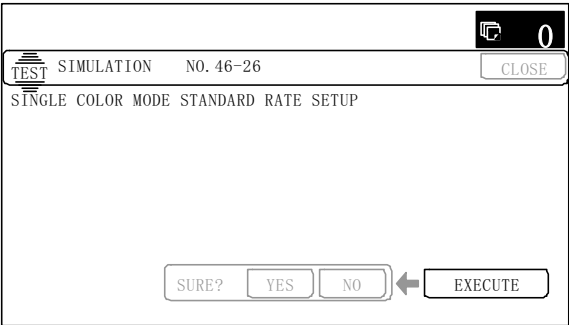 0
TEST SIMULATION NO.46-26 CLOSE
SINGLE COLOR MODE STANDARD RATE SETUP
SURE? YES NO EXECUTE